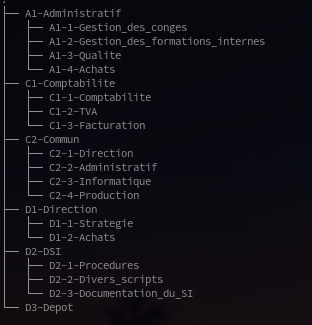 .
├── A1-Administratif
│   ├── A1-1-Gestion_des_conges
│   ├── A1-2-Gestion_des_formations_internes
│   ├── A1-3-Qualite
│   └── A1-4-Achats
├── C1-Comptabilite
│   ├── C1-1-Comptabilite
│   ├── C1-2-TVA
│   └── C1-3-Facturation
├── C2-Commun
│   ├── C2-1-Direction
│   ├── C2-2-Administratif
│   ├── C2-3-Informatique
│   └── C2-4-Production
├── D1-Direction
│   ├── D1-1-Strategie
│   └── D1-2-Achats
├── D2-DSI
│   ├── D2-1-Procedures
│   ├── D2-2-Divers_scripts
│   └── D2-3-Documentation_du_SI
└── D3-Depot